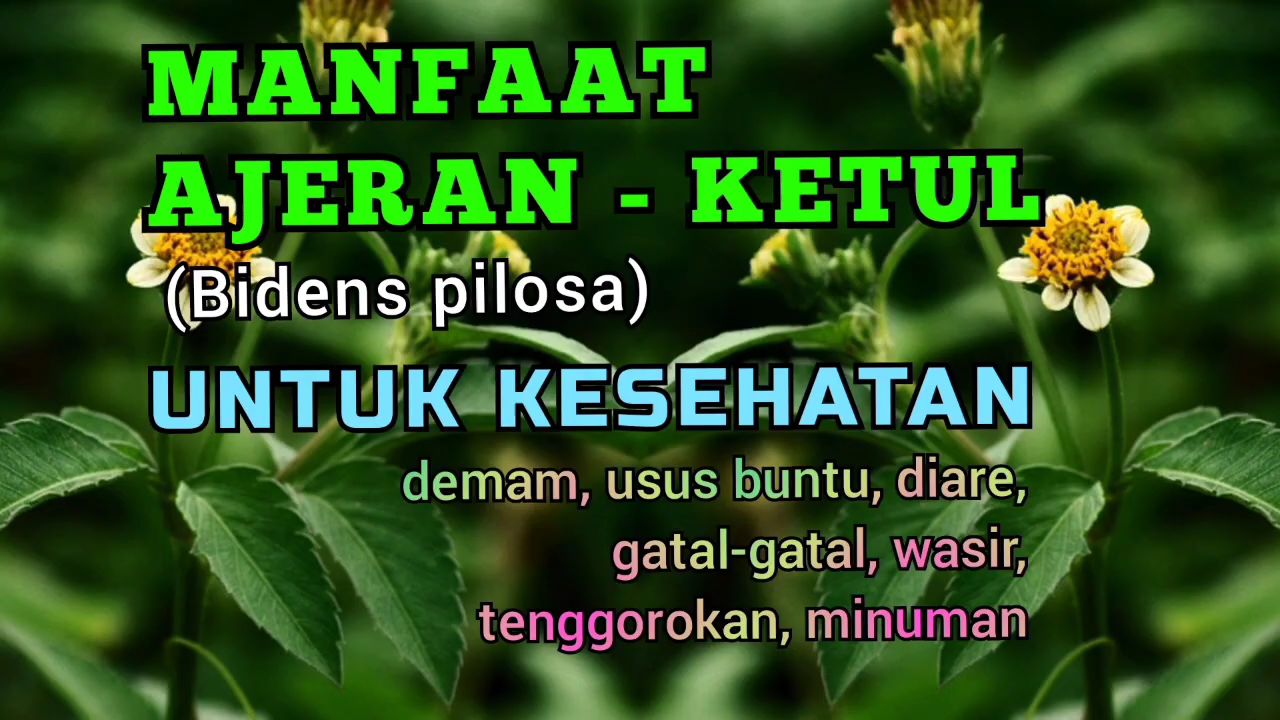 MANFAAT
AJERAN - KETUL
(Bidens pilosa)
UNTUK KESEHATAN
demam, usus buntu, diare,
gatal-gatal, wasir,
tenggorokan, minuman